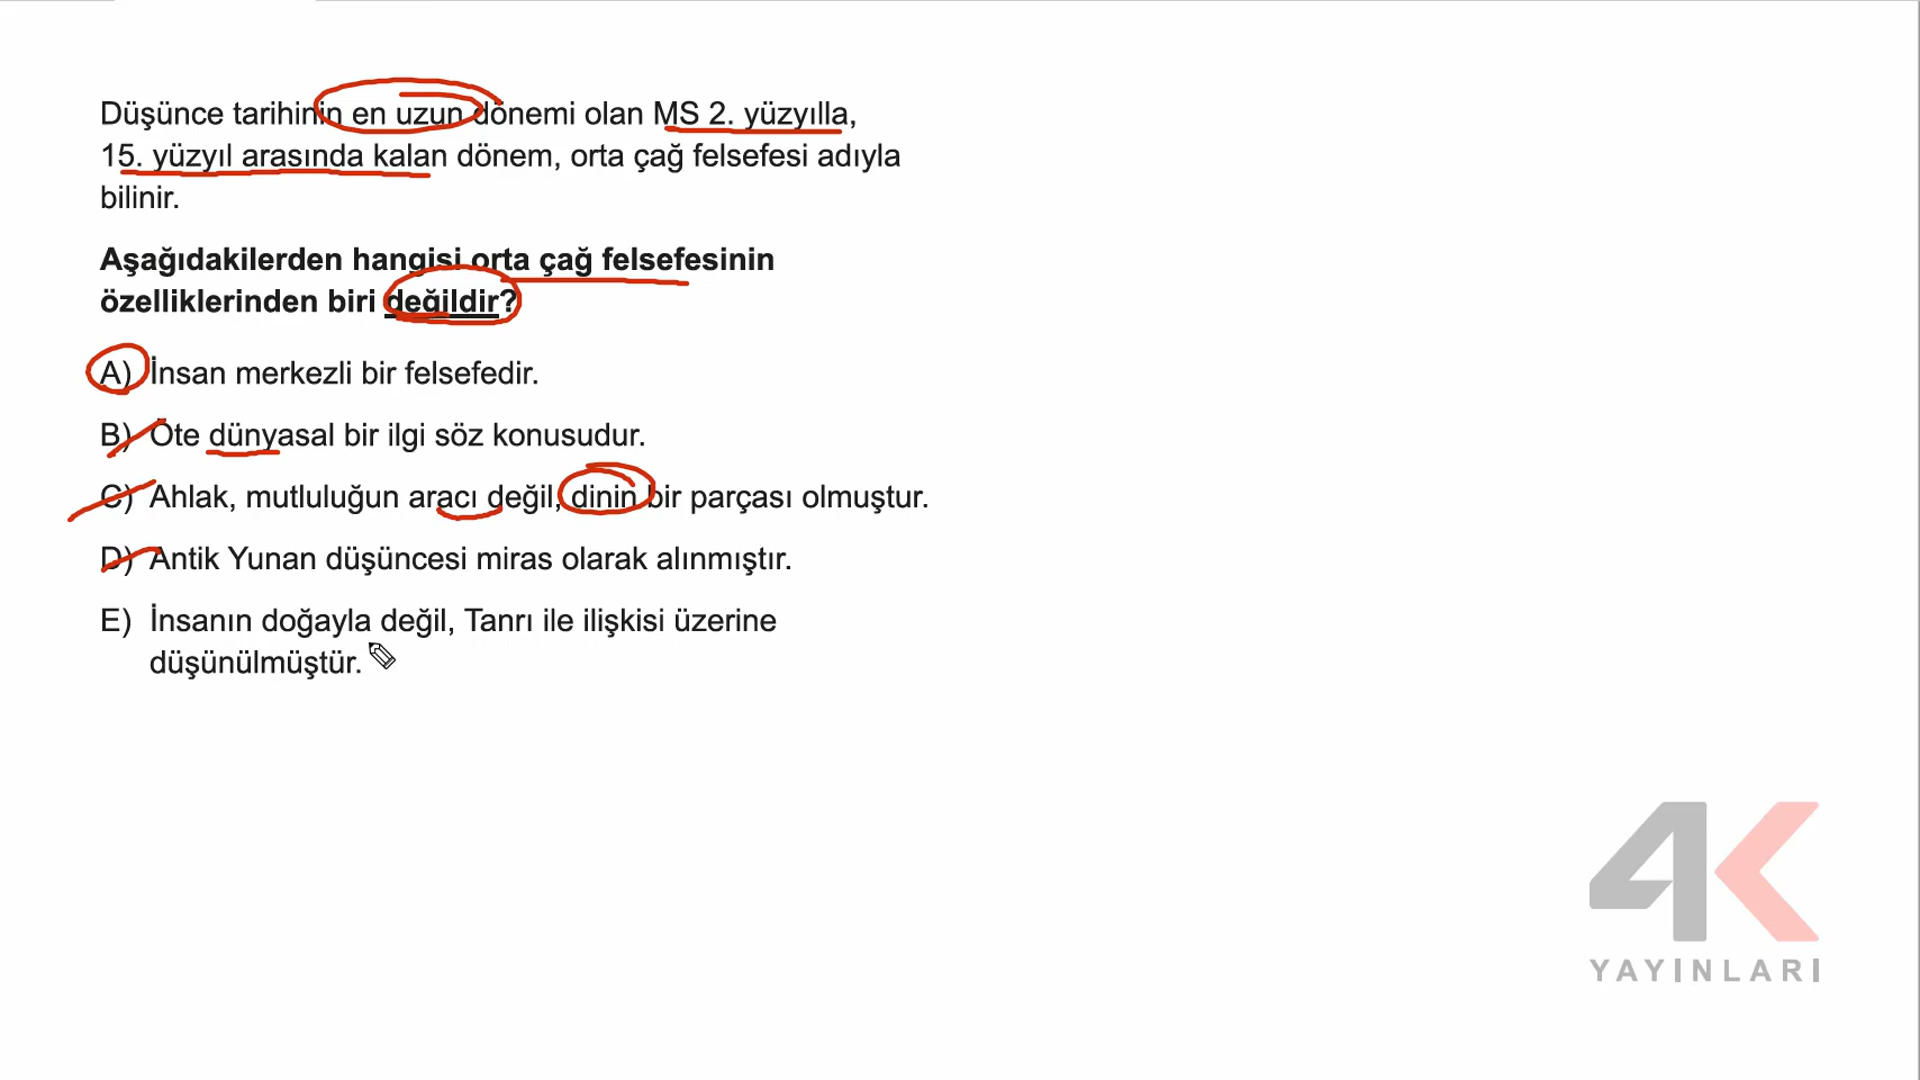 Düşünce tarihinin en uzun dönemi olan MS 2. yüzyılla,
15. yüzyıl arasında kalan dönem, orta çağ felsefesi adıyla
bilinir.
Aşağıdakilerden hangisi orta çağ felsefesinin
özelliklerinden biri değildir?
A) İnsan merkezli bir felsefedir.
B) Öte dünyasal bir ilgi söz konusudur.
C) Ahlak, mutluluğun aracı değil, dinin bir parçası olmuştur.
D) Antik Yunan düşüncesi miras olarak alınmıştır.
E) İnsanın doğayla değil, Tanrı ile ilişkisi üzerine
düşünülmüştür.
4K
YAYINLARI